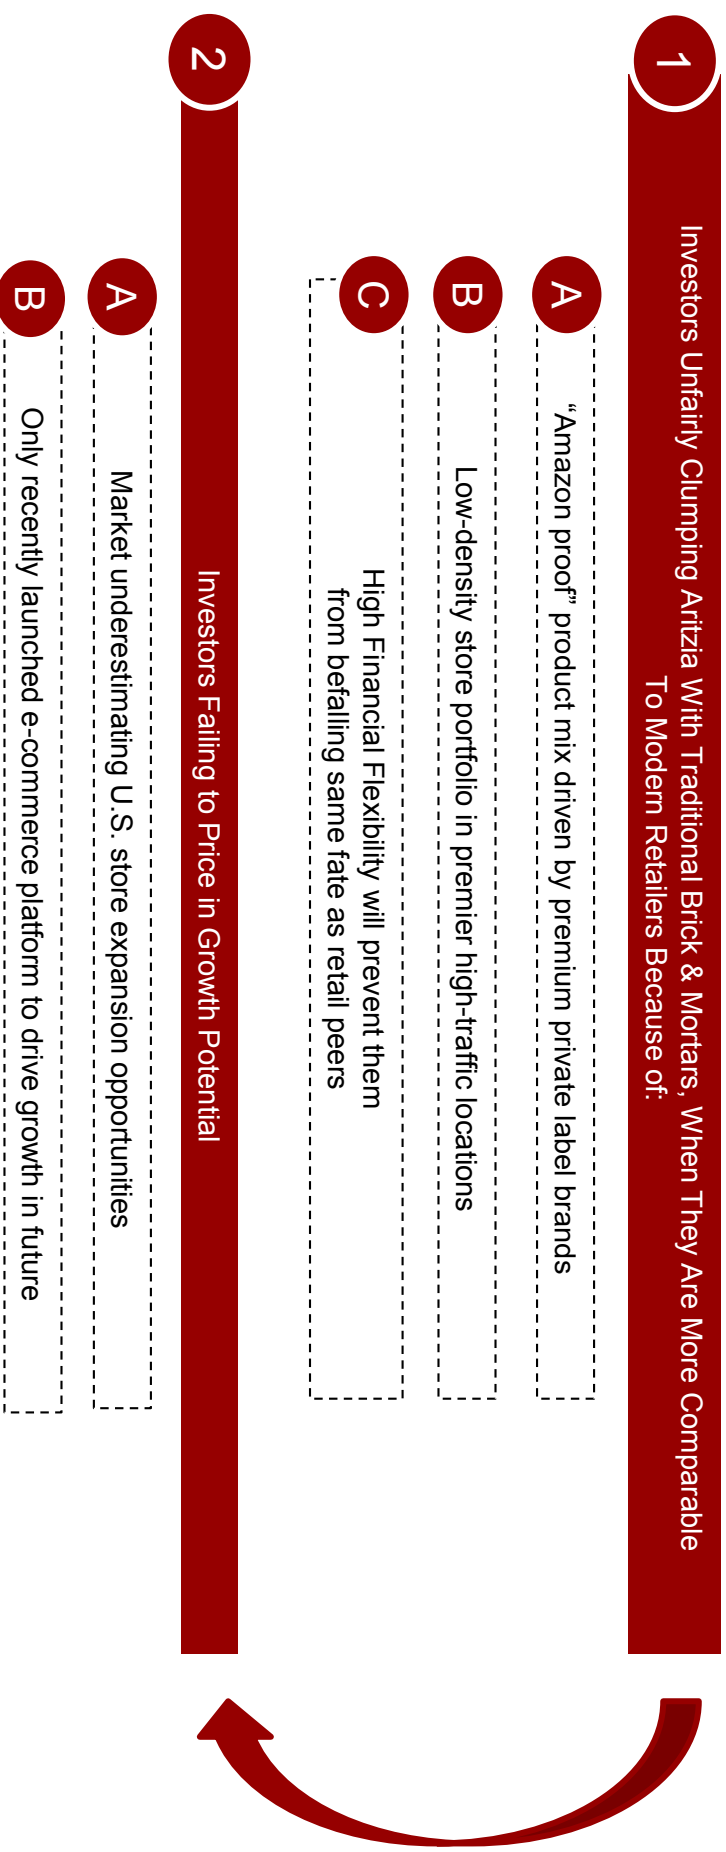 1
Investors Unfairly Clumping Aritzia With Traditional Brick & Mortars, When They Are More Comparable
To Modern Retailers Because of:
A
“Amazon proof” product mix driven by premium private label brands
B
Low-density store portfolio in premier high-traffic locations
C
High Financial Flexibility will prevent them
from befalling same fate as retail peers
2
Investors Failing to Price in Growth Potential
A
Market underestimating U.S. store expansion opportunities
B
Only recently launched e-commerce platform to drive growth in future